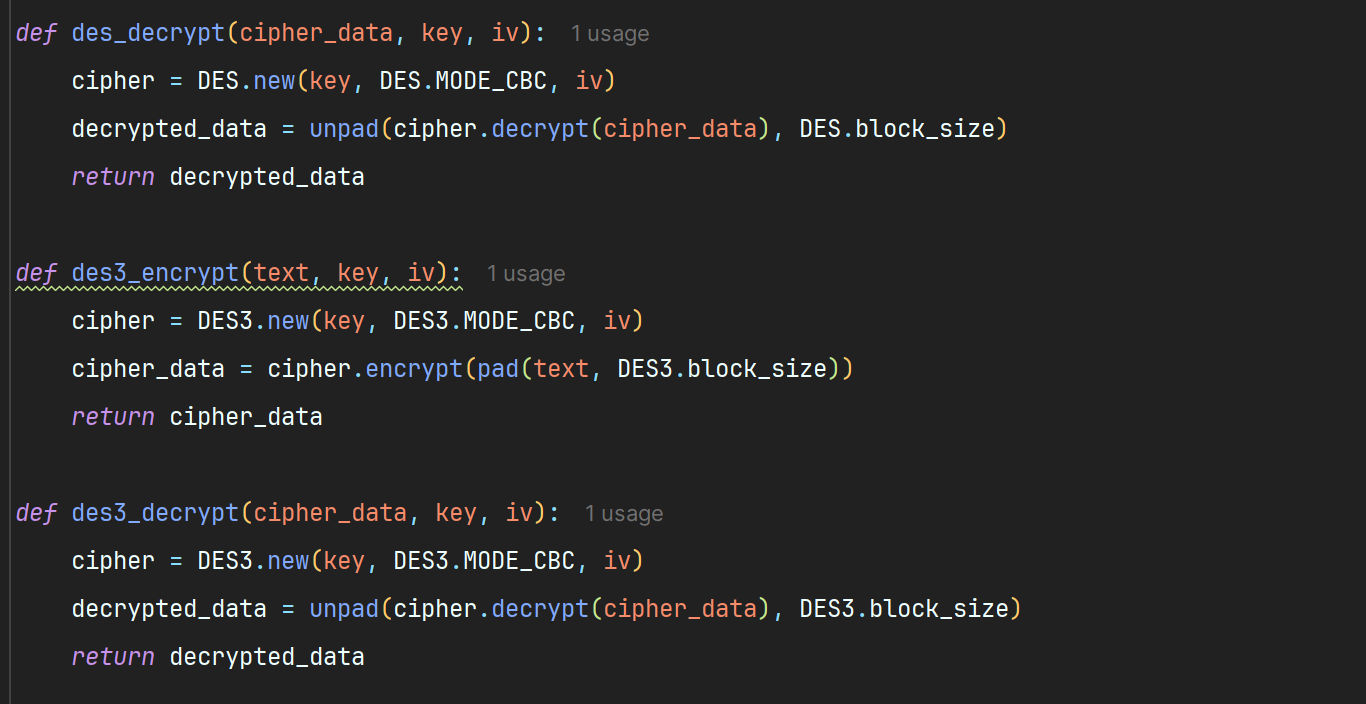 def des_decrypt(cipher_data, key, iv):  1 usage
    cipher = DES.new(key, DES.MODE_CBC, iv)
    decrypted_data = unpad(cipher.decrypt(cipher_data), DES.block_size)
    return decrypted_data
def des3_encrypt(text, key, iv):  1 usage
    cipher = DES3.new(key, DES3.MODE_CBC, iv)
    cipher_data = cipher.encrypt(pad(text, DES3.block_size))
    return cipher_data
def des3_decrypt(cipher_data, key, iv):  1 usage
    cipher = DES3.new(key, DES3.MODE_CBC, iv)
    decrypted_data = unpad(cipher.decrypt(cipher_data), DES3.block_size)
    return decrypted_data